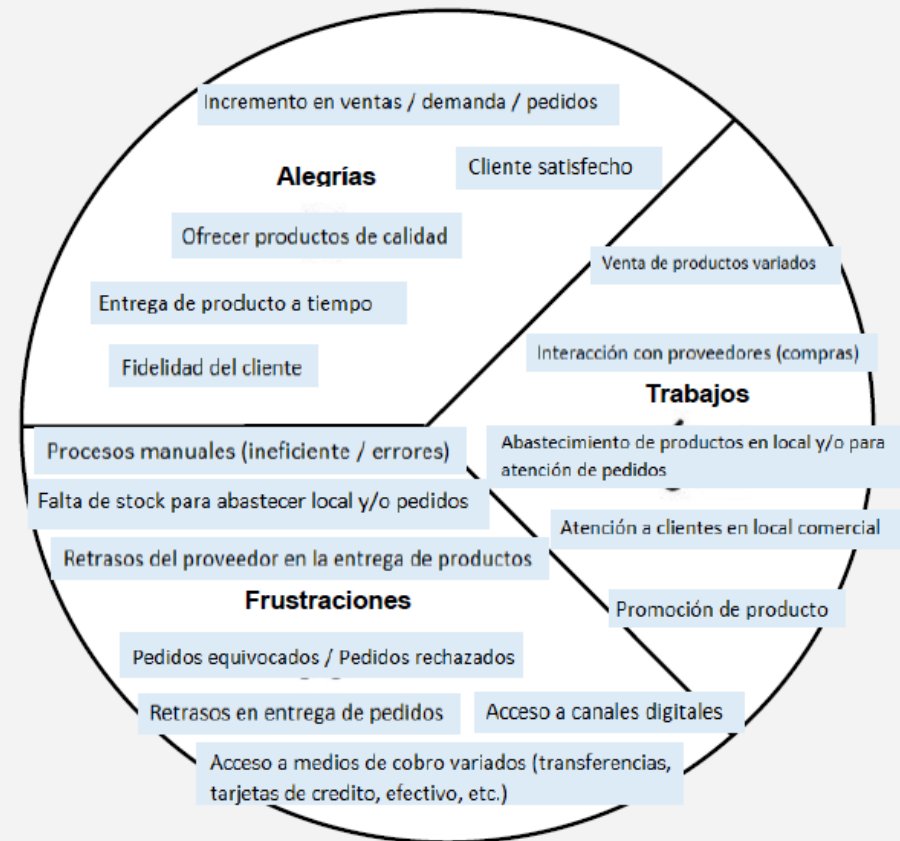 Incremento en ventas / demanda / pedidos
Cliente satisfecho
Alegrías
Ofrecer productos de calidad
Entrega de producto a tiempo
Fidelidad del cliente
Venta de productos variados
Interacción con proveedores (compras)
Trabajos
Abastecimiento de productos en local y/o para
atención de pedidos
Atención a clientes en local comercial
Promoción de producto
Procesos manuales (ineficiente / errores)
Falta de stock para abastecer local y/o pedidos
Retrasos del proveedor en la entrega de productos
Frustraciones
Pedidos equivocados / Pedidos rechazados
Retrasos en entrega de pedidos
Acceso a canales digitales
Acceso a medios de cobro variados (transferencias,
tarjetas de credito, efectivo, etc.)